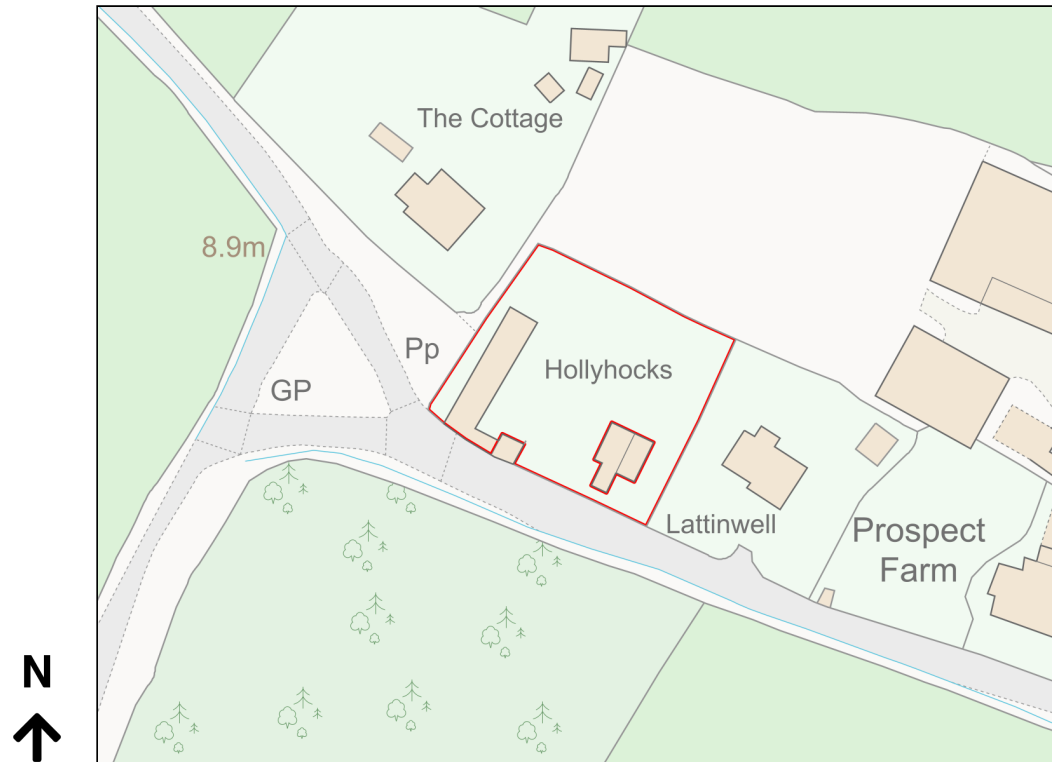 The Cottage
8.9m
Pp
Hollyhocks
GP
Lattinwell
Prospect
Farm
N